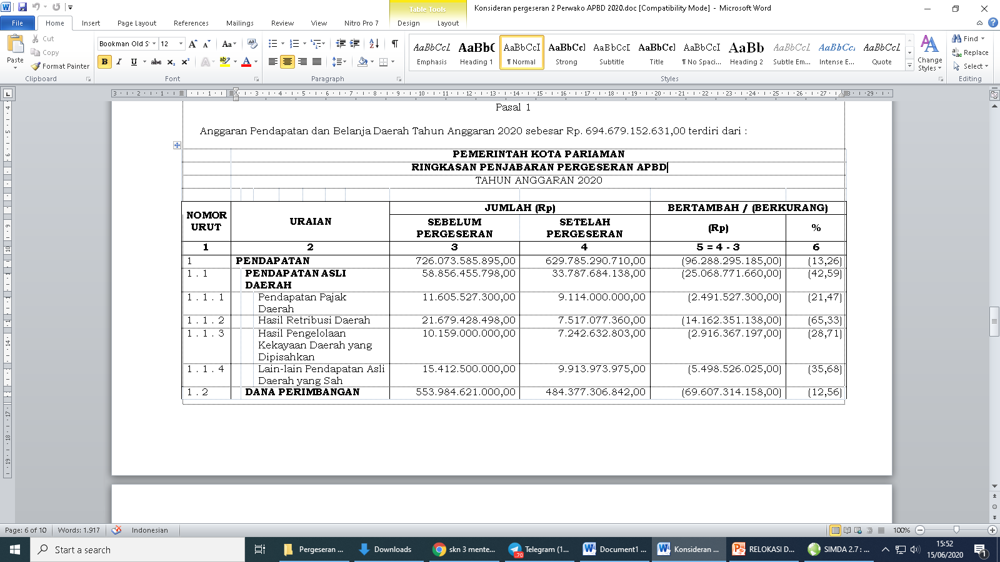 Konsideran pergeseran 2 Perwako APBD 2020.doc [Compatibility Mode] - Microsoft Word
Table Tools
File Home Insert Page Layout References Mailings Review View Nitro Pro 7 Design Layout
Paste
Cut
Copy
Format Painter
Clipboard
Bookman Old S 12
Font
Paragraph
AaBbCcL AaBbC AaBbCcI AaBbCcI AaBbCcI AaBbCcI AaBbCcI AaBb AaBbCcI AaBbCcI AaBbCcL
Emphasis Heading 1 ¶ Normal Strong Subtitle Title ¶ No Spaci... Heading 2 Subtle Em... Intense E... Quote
Styles
Change Styles
Find
Replace
Select
Editing
Pasal 1
Anggaran Pendapatan dan Belanja Daerah Tahun Anggaran 2020 sebesar Rp. 694.679.152.631,00 terdiri dari :
PEMERINTAH KOTA PARIAMAN
RINGKASAN PENJABARAN PERGESERAN APBD
TAHUN ANGGARAN 2020
NOMOR URUT
URAIAN
JUMLAH (Rp)
BERTAMBAH / (BERKURANG)
SEBELUM PERGESERAN
SETELAH PERGESERAN
(Rp)
%
1 2 3 4 5 = 4 - 3 6
1 PENDAPATAN 726.073.585.895,00 629.785.290.710,00 (96.288.295.185,00) (13,26)
1 . 1 PENDAPATAN ASLI DAERAH 58.856.455.798,00 33.787.684.138,00 (25.068.771.660,00) (42,59)
1 . 1 . 1 Pendapatan Pajak Daerah 11.605.527.300,00 9.114.000.000,00 (2.491.527.300,00) (21,47)
1 . 1 . 2 Hasil Retribusi Daerah 21.679.428.498,00 7.517.077.360,00 (14.162.351.138,00) (65,33)
1 . 1 . 3 Hasil Pengelolaan Kekayaan Daerah yang Dipisahkan 10.159.000.000,00 7.242.632.803,00 (2.916.367.197,00) (28,71)
1 . 1 . 4 Lain-lain Pendapatan Asli Daerah yang Sah 15.412.500.000,00 9.913.973.975,00 (5.498.526.025,00) (35,68)
1 . 2 DANA PERIMBANGAN 553.984.621.000,00 484.377.306.842,00 (69.607.314.158,00) (12,56)
Page: 6 of 10 Words: 1.917 Indonesian 100%
Start a search
Pergeseran ...
Downloads
skn 3 mente...
Telegram (1...
Document1 ...
Konsideran ...
RELOKASI D...
SIMDA 2.7 : ...
15:52
15/06/2020